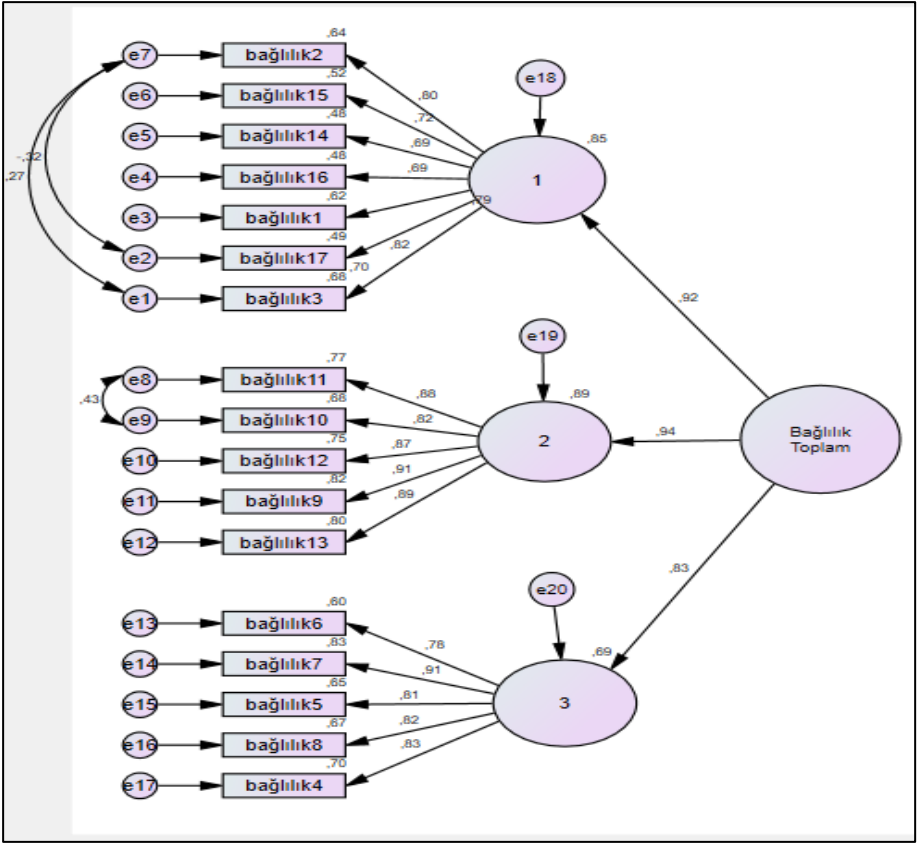 ,64
e7 bağlılık2
,52
e6 bağlılık15
,48
e5 bağlılık14
,48
e4 bağlılık16
,62
e3 bağlılık1
,49
e2 bağlılık17
,68
e1 bağlılık3
-,32
,27
e18
,85
1
,80
,72
,69
,69
,79
,82
,70
,92
,77
e8 bağlılık11
,68
e9 bağlılık10
,75
e10 bağlılık12
,82
e11 bağlılık9
,80
e12 bağlılık13
,43
e19
,89
2
,88
,82
,87
,91
,89
,94
Bağlılık
Toplam
,60
e13 bağlılık6
,83
e14 bağlılık7
,65
e15 bağlılık5
,67
e16 bağlılık8
,70
e17 bağlılık4
e20
,69
3
,78
,91
,81
,82
,83
,83